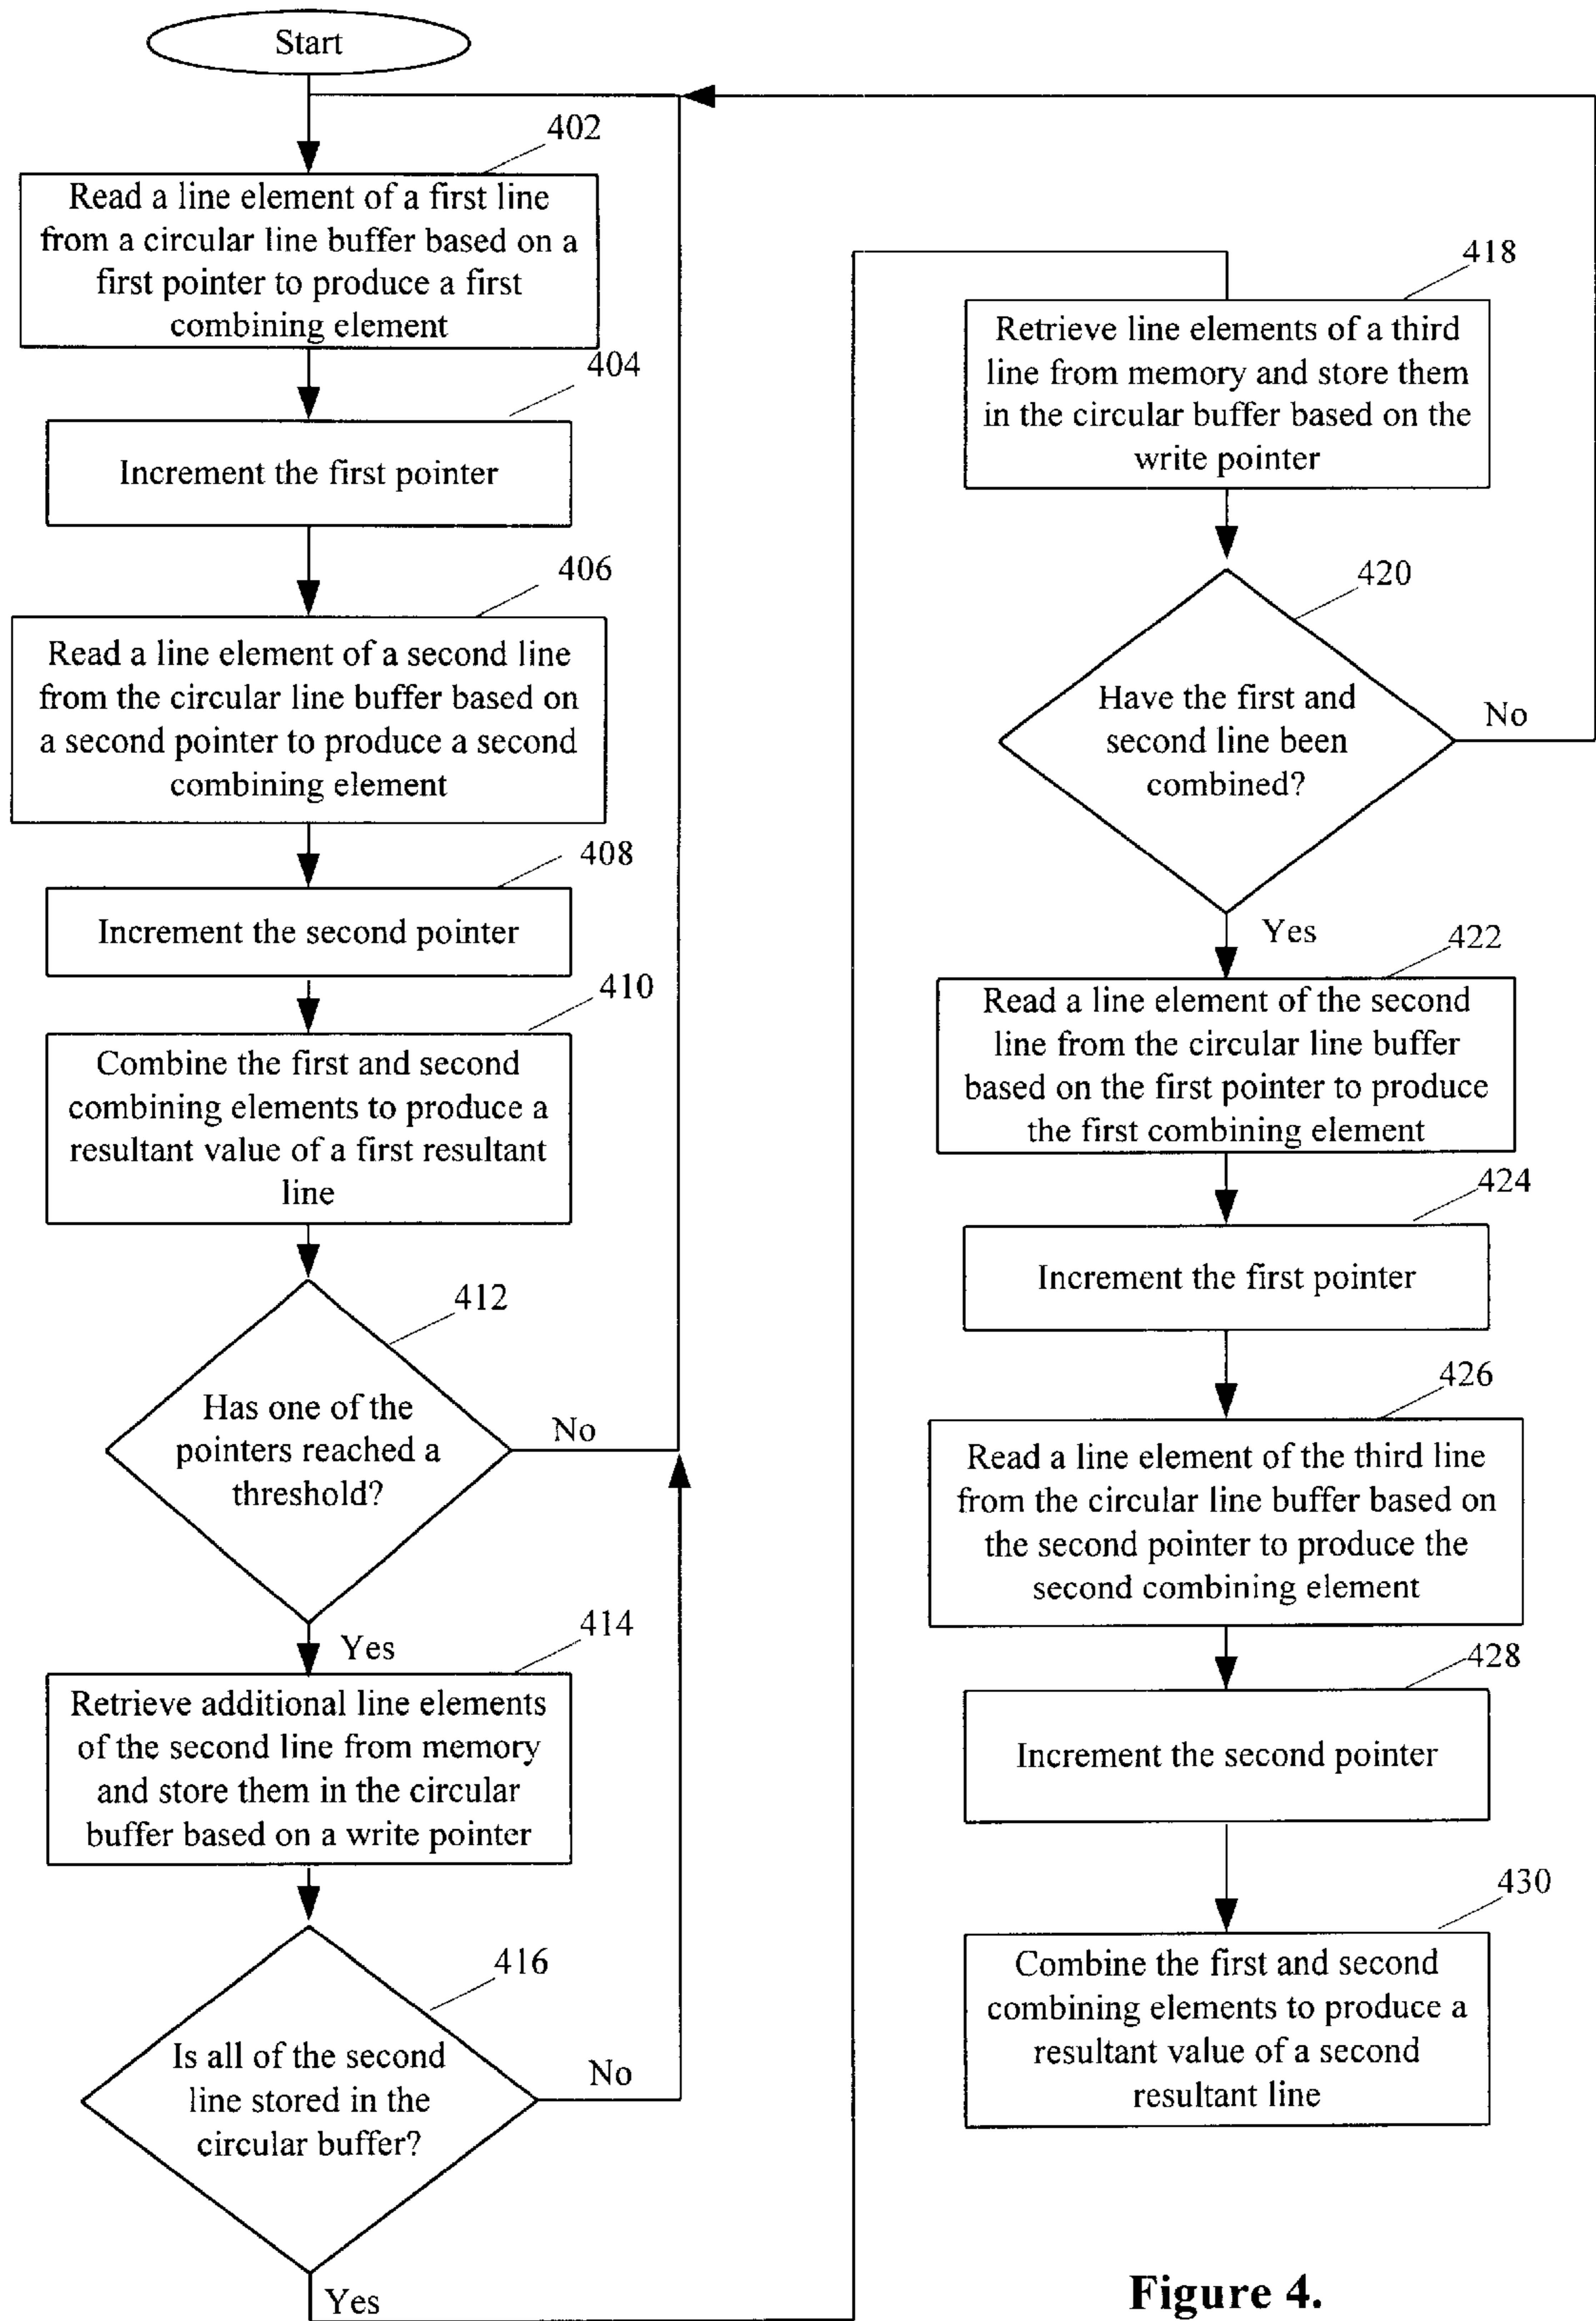 Start
402
Read a line element of a first line
from a circular line buffer based on a
first pointer to produce a first
combining element
404
Increment the first pointer
406
Read a line element of a second line
from the circular line buffer based on
a second pointer to produce a second
combining element
408
Increment the second pointer
410
Combine the first and second
combining elements to produce a
resultant value of a first resultant
line
412
Has one of the
pointers reached a
threshold?
No
Yes
414
Retrieve additional line elements
of the second line from memory
and store them in the circular
buffer based on a write pointer
416
Is all of the second
line stored in the
circular buffer?
No
Yes
418
Retrieve line elements of a third
line from memory and store them
in the circular buffer based on the
write pointer
420
Have the first and
second line been
combined?
No
Yes
422
Read a line element of the second
line from the circular line buffer
based on the first pointer to produce
the first combining element
424
Increment the first pointer
426
Read a line element of the third line
from the circular line buffer based on
the second pointer to produce the
second combining element
428
Increment the second pointer
430
Combine the first and second
combining elements to produce a
resultant value of a second
resultant line
Figure 4.